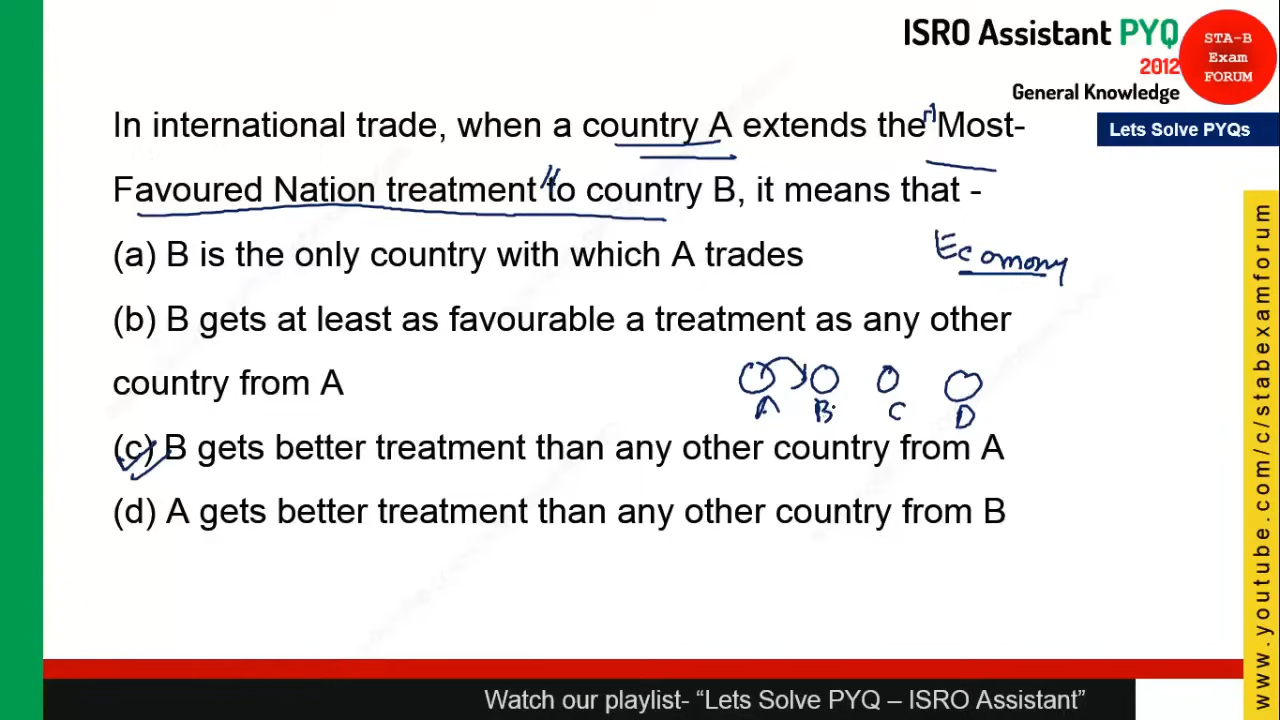 ISRO Assistant PYQ
2012
General Knowledge
STA-B
Exam
FORUM
Lets Solve PYQs
In international trade, when a country A extends the "Most-
Favoured Nation treatment" to country B, it means that -
(a) B is the only country with which A trades
Economy
(b) B gets at least as favourable a treatment as any other
country from A
A B C D
(c) B gets better treatment than any other country from A
(d) A gets better treatment than any other country from B
www.youtube.com/c/stabexamforum
Watch our playlist- “Lets Solve PYQ – ISRO Assistant”